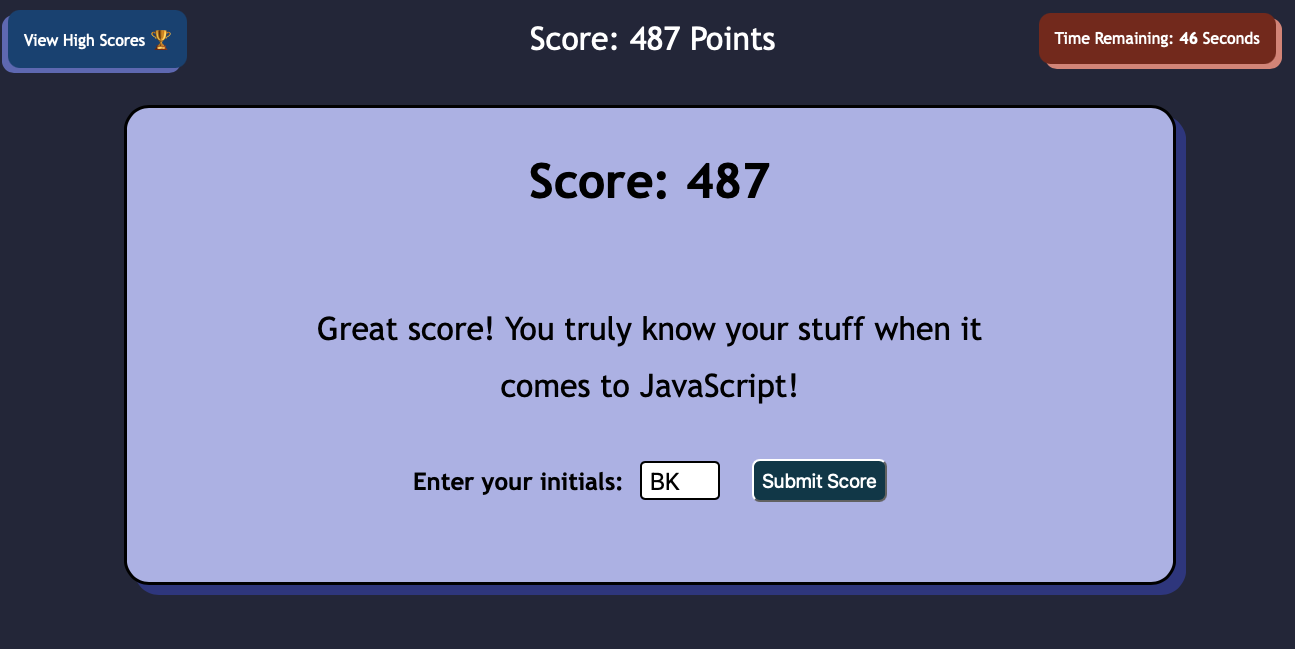 View High Scores 🏆
Score: 487 Points
Time Remaining: 46 Seconds
Score: 487
Great score! You truly know your stuff when it
comes to JavaScript!
Enter your initials: BK Submit Score